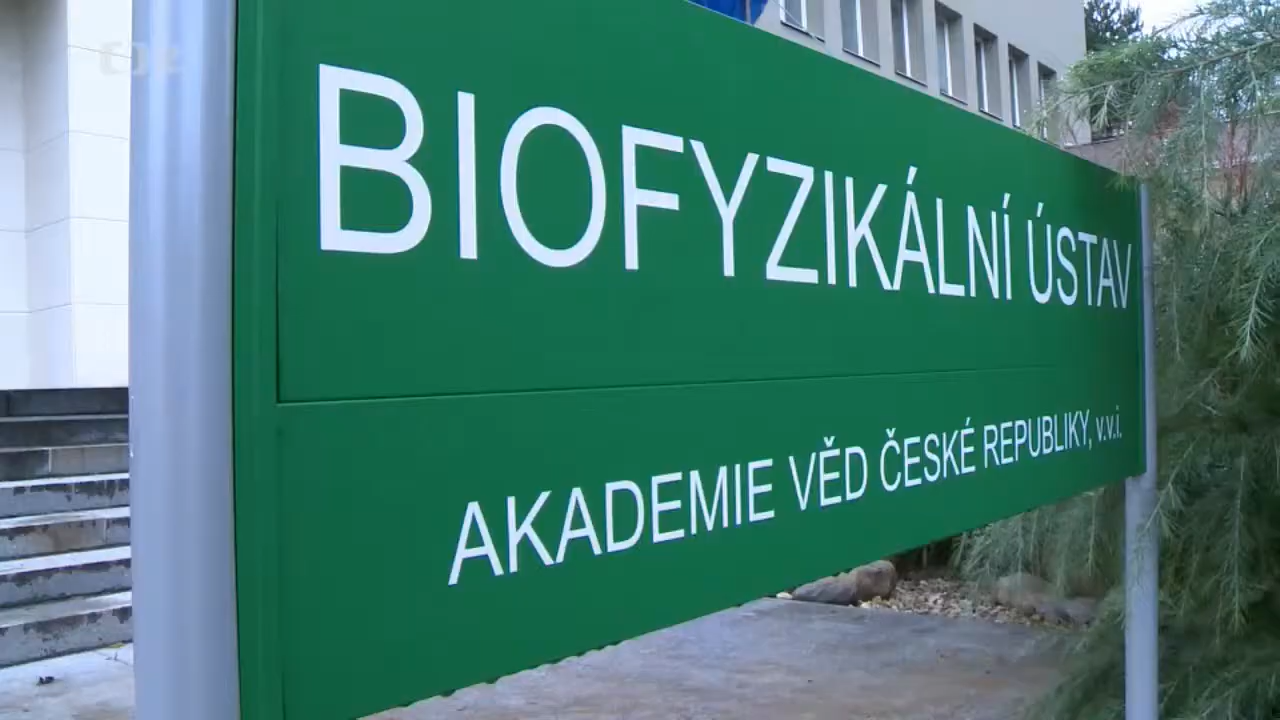 BIOFYZIKÁLNÍ ÚSTAV
AKADEMIE VĚD ČESKÉ REPUBLIKY, v.v.i.